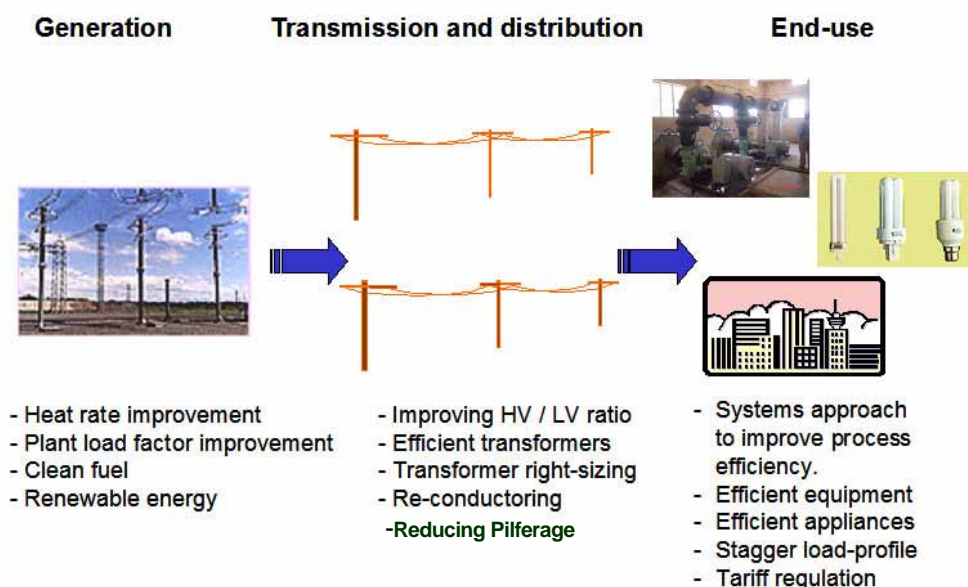 Generation
Transmission and distribution
End-use
- Heat rate improvement
- Plant load factor improvement
- Clean fuel
- Renewable energy
- Improving HV / LV ratio
- Efficient transformers
- Transformer right-sizing
- Re-conductoring
-Reducing Pilferage
- Systems approach
to improve process
efficiency.
- Efficient equipment
- Efficient appliances
- Stagger load-profile
- Tariff regulation